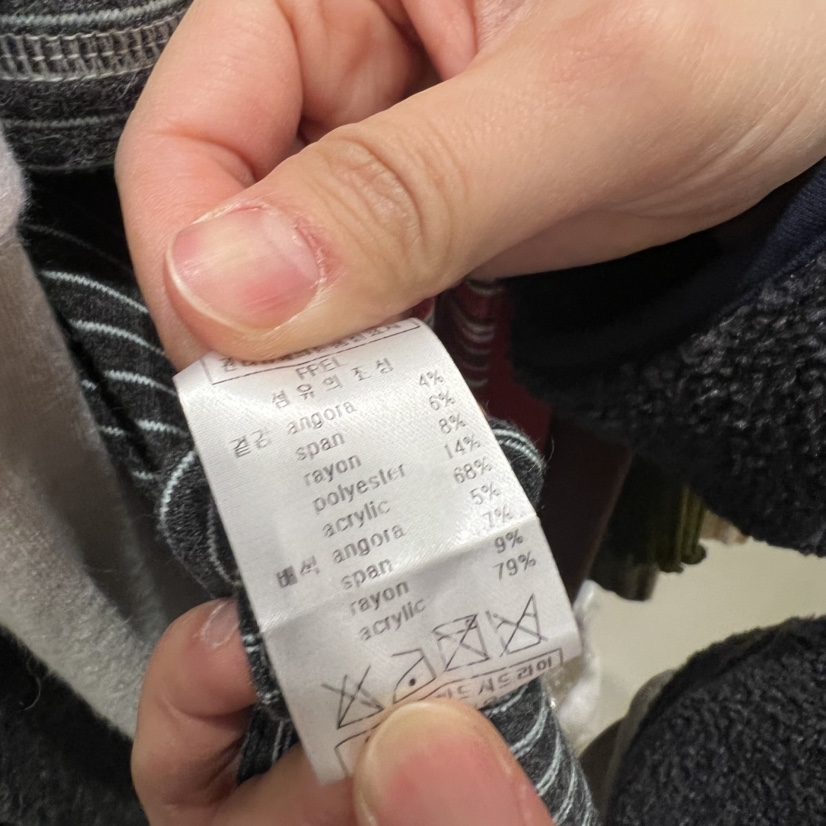 FPEL
섬유의 조성
겉감 angora 4%
span 6%
rayon 8%
polyester 14%
acrylic 68%
배색 angora 5%
span 7%
rayon 9%
acrylic 79%